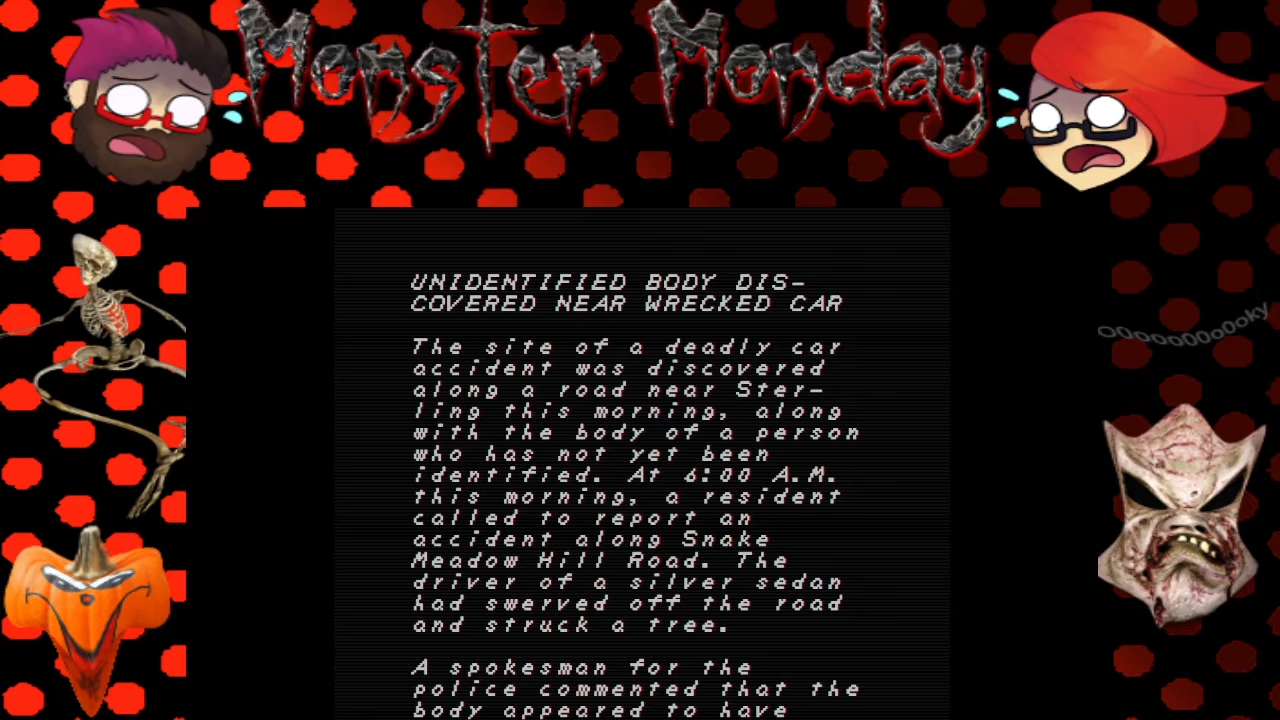 Monster Monday
UNIDENTIFIED BODY DIS-
COVERED NEAR WRECKED CAR
The site of a deadly car
accident was discovered
along a road near Ster-
ling this morning, along
with the body of a person
who has not yet been
identified. At 6:00 A.M.
this morning, a resident
called to report an
accident along Snake
Meadow Hill Road. The
driver of a silver sedan
had swerved off the road
and struck a tree.
A spokesman for the
police commented that the
body appeared to have